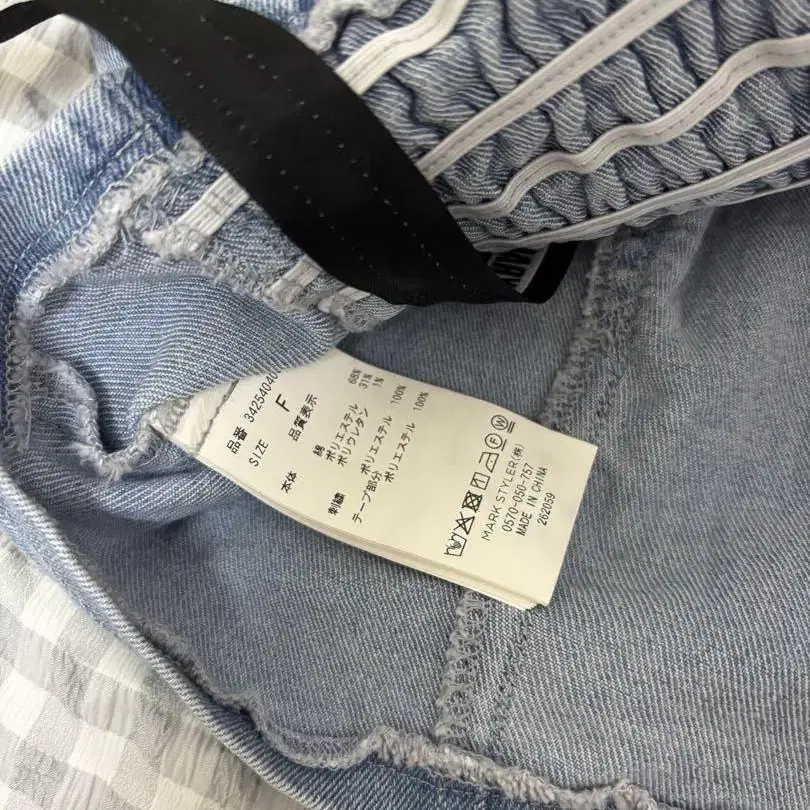 品番 34254040
SIZE F
品質表示
本体 綿 68%
ポリエステル 31%
ポリウレタン 1%
刺繍 ポリエステル 100%
テープ部分 ポリエステル 100%
MARK STYLER(株)
0570-050-757
MADE IN CHINA
262059
MARK